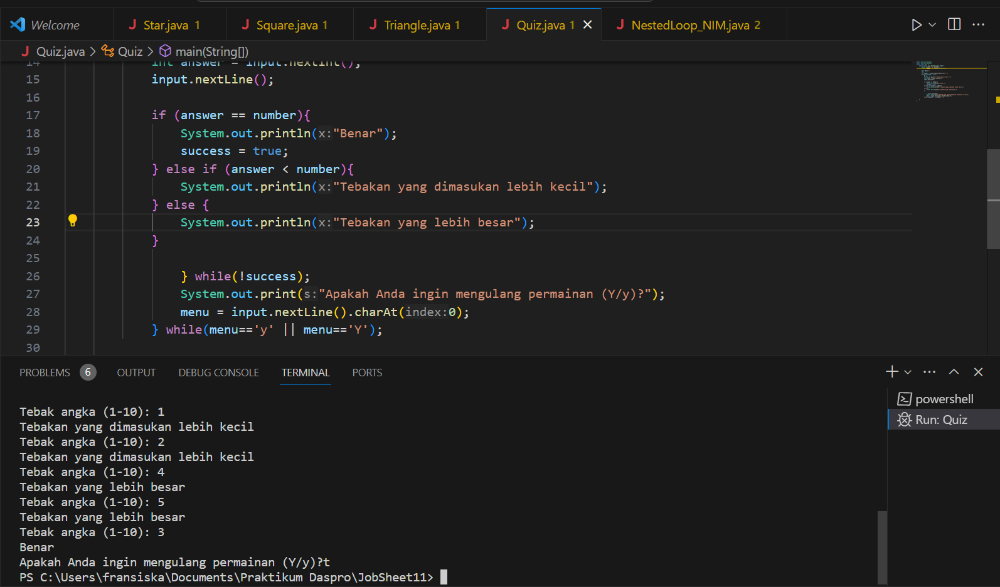 Welcome
J Star.java 1
J Square.java 1
J Triangle.java 1
J Quiz.java 1
J NestedLoop_NIM.java 2
J Quiz.java > Quiz > main(String[])
14 int answer = input.nextInt();
15 input.nextLine();
16
17 if (answer == number){
18 System.out.println(x:"Benar");
19 success = true;
20 } else if (answer < number){
21 System.out.println(x:"Tebakan yang dimasukan lebih kecil");
22 } else {
23 System.out.println(x:"Tebakan yang lebih besar");
24 }
25
26 } while(!success);
27 System.out.print(s:"Apakah Anda ingin mengulang permainan (Y/y)?");
28 menu = input.nextLine().charAt(index:0);
29 } while(menu=='y' || menu=='Y');
30
PROBLEMS 6 OUTPUT DEBUG CONSOLE TERMINAL PORTS
powershell
Run: Quiz
Tebak angka (1-10): 1
Tebakan yang dimasukan lebih kecil
Tebak angka (1-10): 2
Tebakan yang dimasukan lebih kecil
Tebak angka (1-10): 4
Tebakan yang lebih besar
Tebak angka (1-10): 5
Tebakan yang lebih besar
Tebak angka (1-10): 3
Benar
Apakah Anda ingin mengulang permainan (Y/y)?t
PS C:\Users\fransiska\Documents\Praktikum Daspro\JobSheet11>